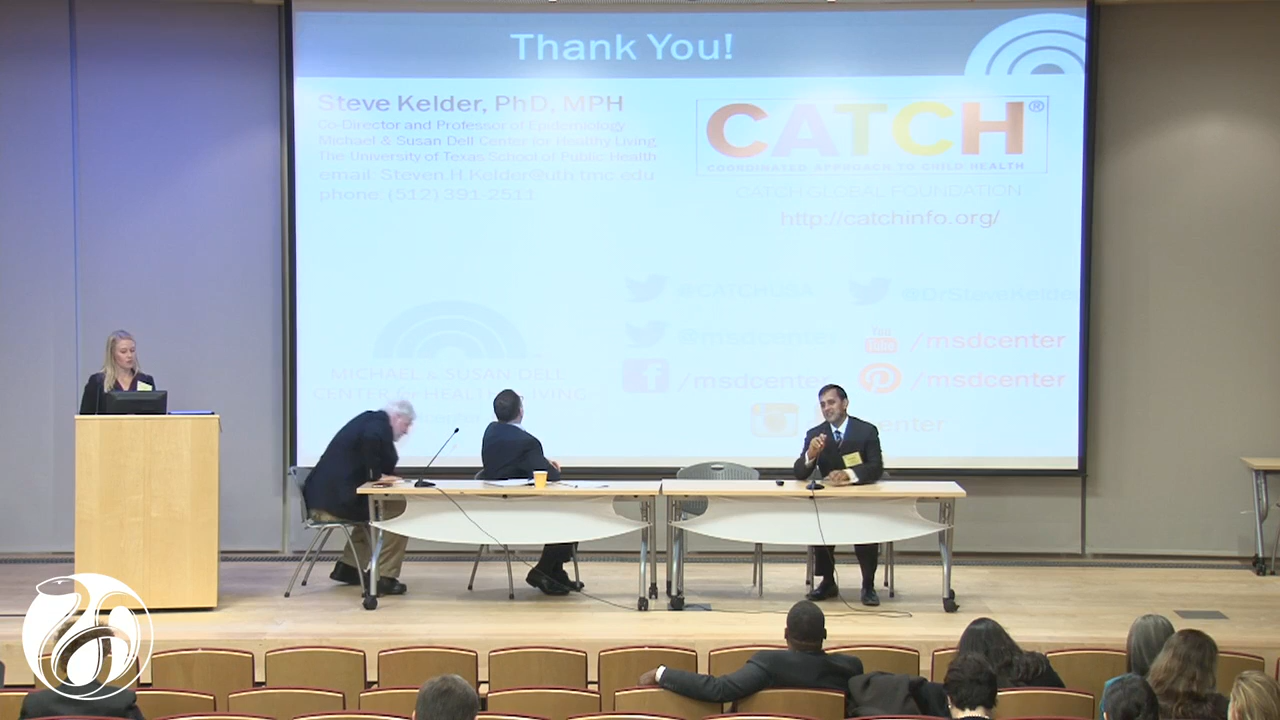 Thank You!
Steve Kelder, PhD, MPH
Co-Director and Professor of Epidemiology
Michael & Susan Dell Center for Healthy Living
The University of Texas School of Public Health
email: Steven.H.Kelder@uth.tmc.edu
phone: (512) 391-2511
CATCH®
COORDINATED APPROACH TO CHILD HEALTH
CATCH GLOBAL FOUNDATION
http://catchinfo.org/
@CATCHUSA
@DrSteveKelder
@msdcenter
You Tube /msdcenter
/msdcenter
/msdcenter
MICHAEL & SUSAN DELL
CENTER for HEALTHY LIVING